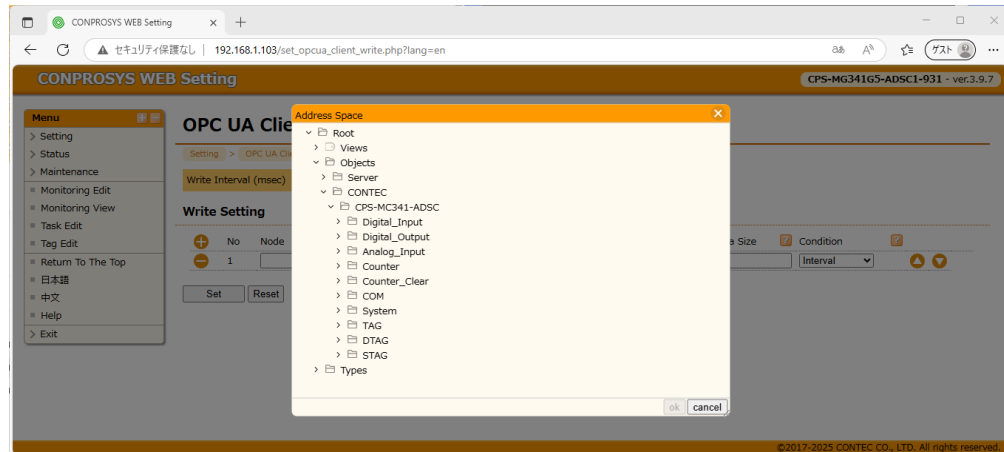 CONPROSYS WEB Setting
セキュリティ保護なし | 192.168.1.103/set_opcua_client_write.php?lang=en
ゲスト
CONPROSYS WEB Setting
CPS-MG341G5-ADSC1-931 - ver.3.9.7
Menu
Setting
Status
Maintenance
Monitoring Edit
Monitoring View
Task Edit
Tag Edit
Return To The Top
日本語
中文
Help
Exit
OPC UA Clie
Setting > OPC UA Clie
Write Interval (msec)
Write Setting
No Node a Size Condition
1 Interval
Set Reset
Address Space
Root
Views
Objects
Server
CONTEC
CPS-MC341-ADSC
Digital_Input
Digital_Output
Analog_Input
Counter
Counter_Clear
COM
System
TAG
DTAG
STAG
Types
ok cancel
©2017-2025 CONTEC CO., LTD. All rights reserved.